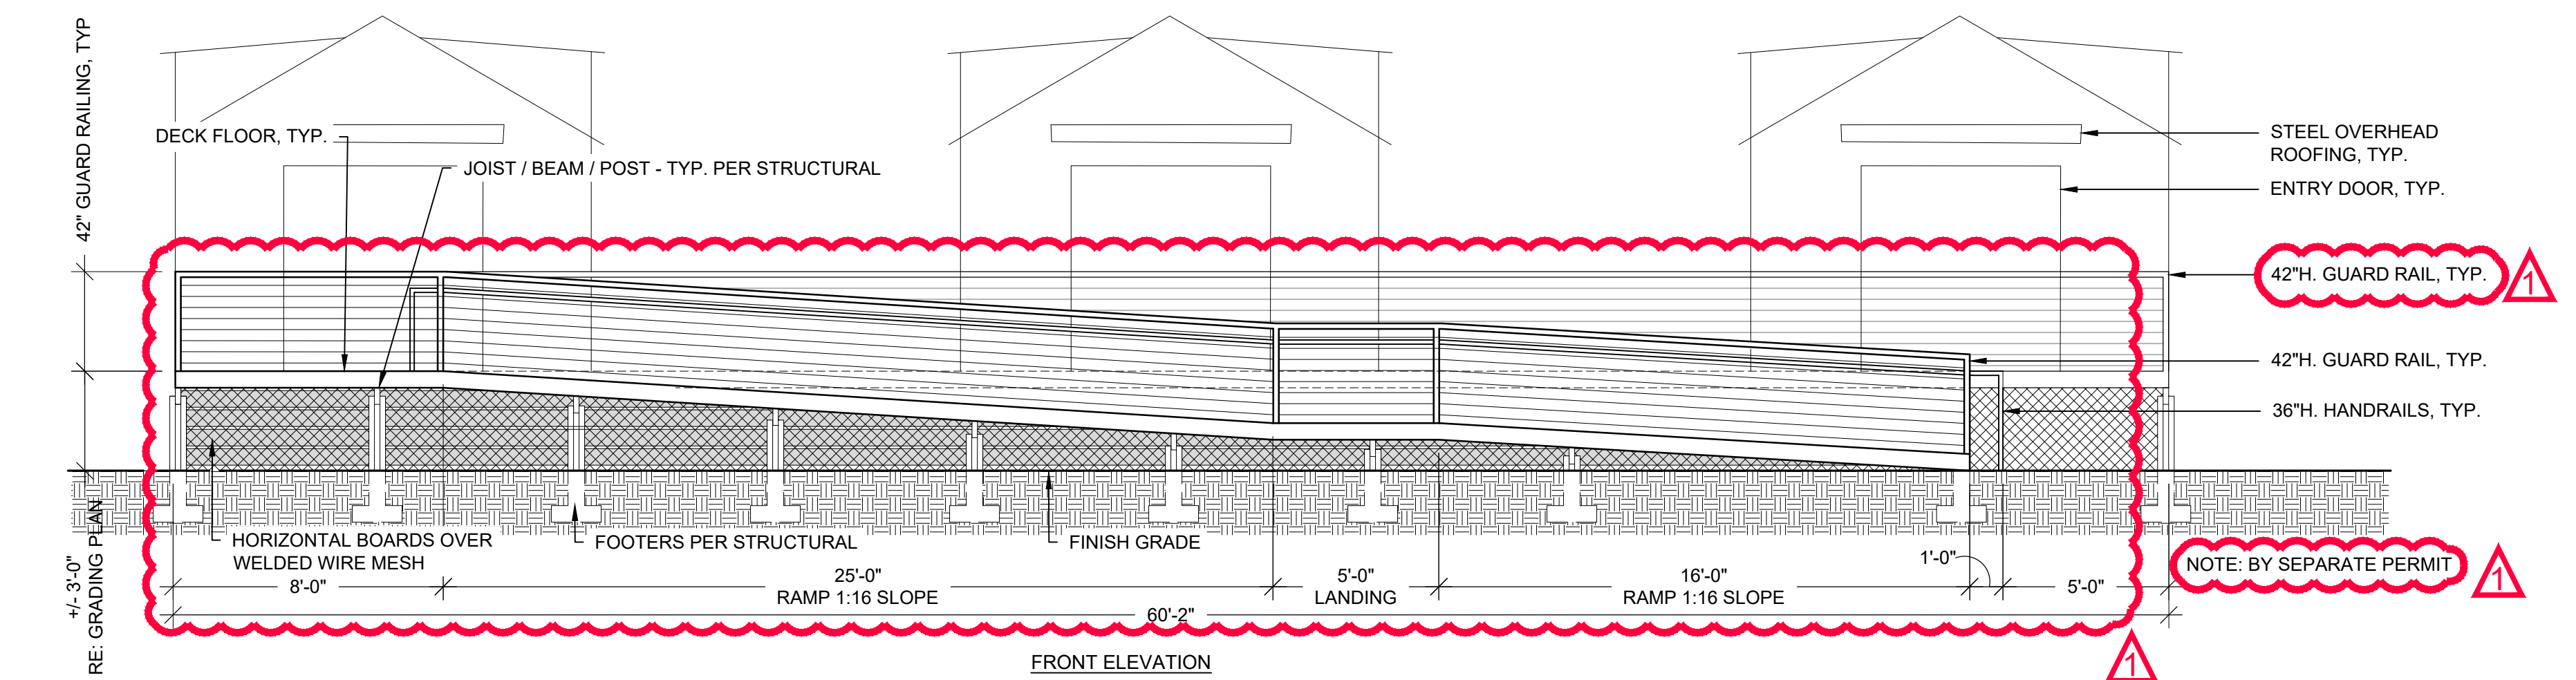 42" GUARD RAILING, TYP
DECK FLOOR, TYP.
JOIST / BEAM / POST - TYP. PER STRUCTURAL
STEEL OVERHEAD
ROOFING, TYP.
ENTRY DOOR, TYP.
42"H. GUARD RAIL, TYP.
1
42"H. GUARD RAIL, TYP.
36"H. HANDRAILS, TYP.
+/- 3'-0"
RE: GRADING PLAN
HORIZONTAL BOARDS OVER
WELDED WIRE MESH
FOOTERS PER STRUCTURAL
FINISH GRADE
NOTE: BY SEPARATE PERMIT
1
8'-0"
25'-0"
RAMP 1:16 SLOPE
5'-0"
LANDING
16'-0"
RAMP 1:16 SLOPE
1'-0"
5'-0"
60'-2"
1
FRONT ELEVATION